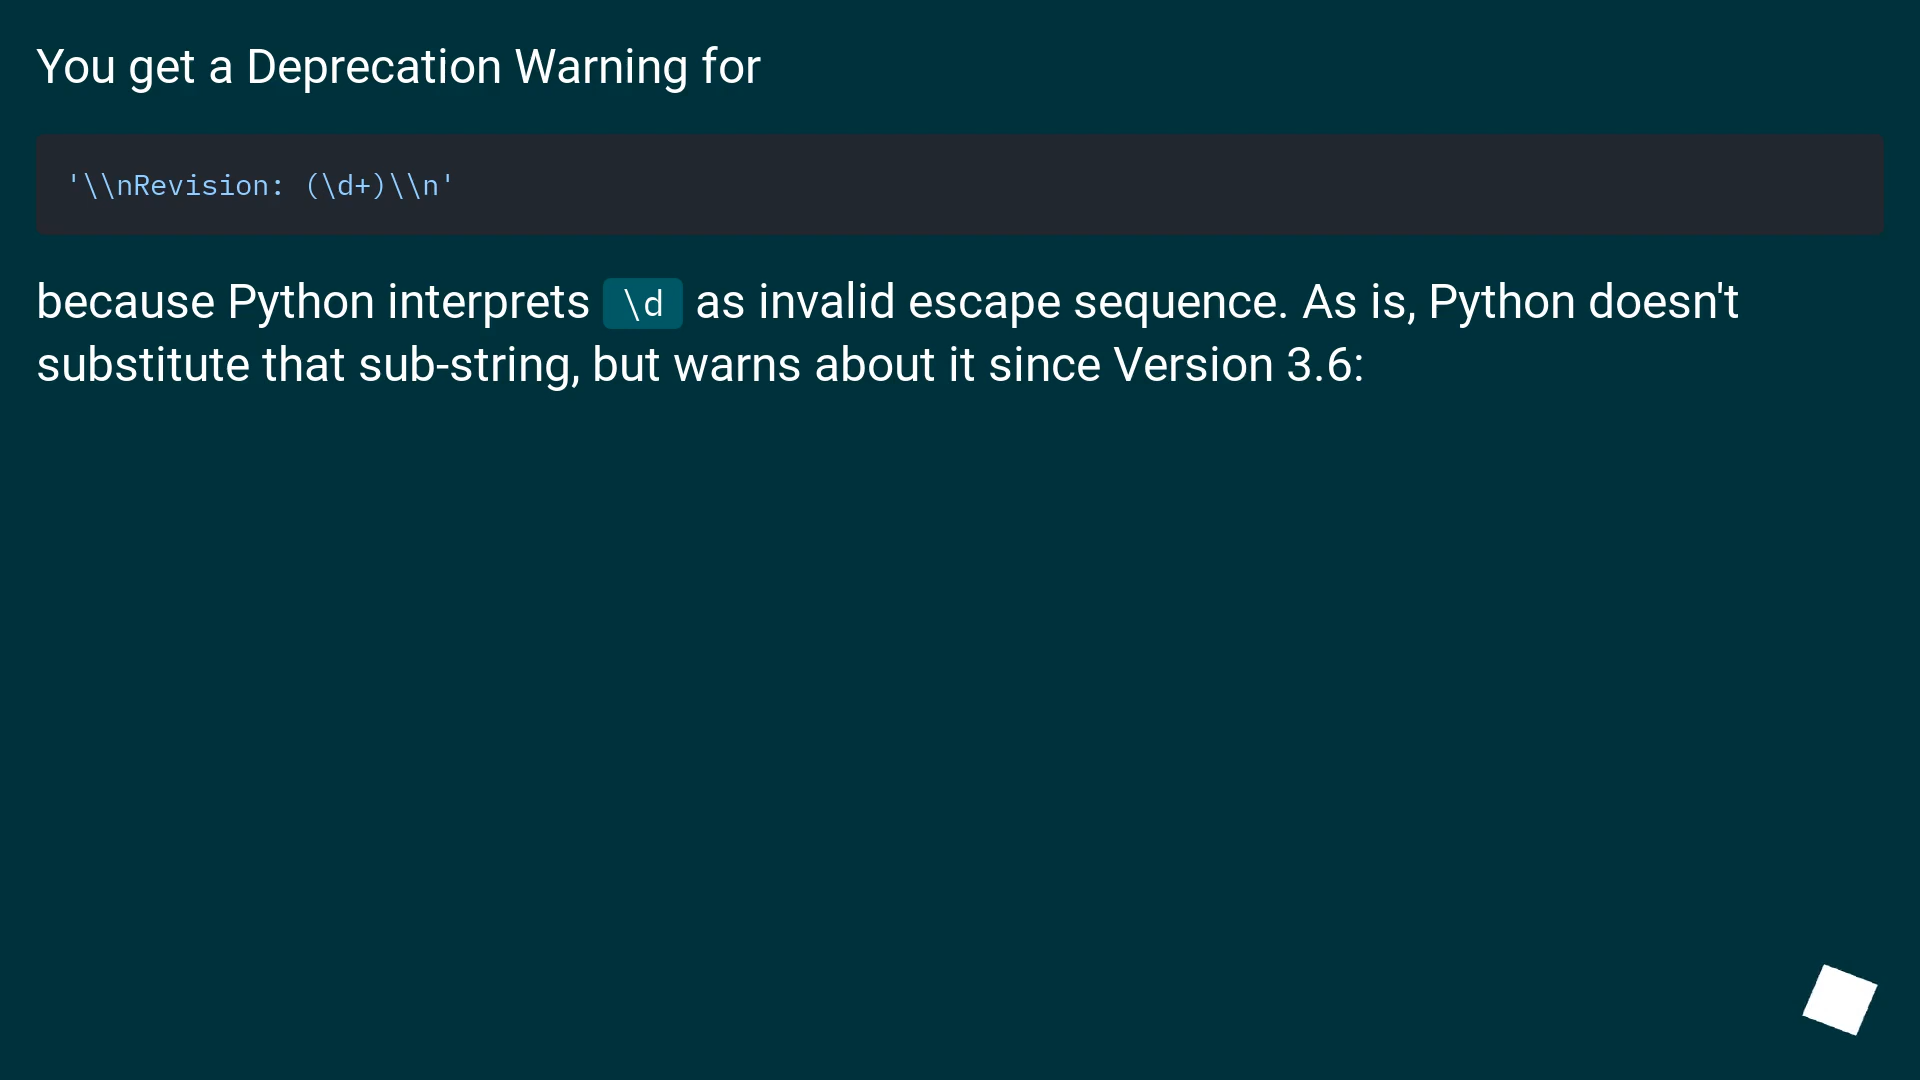 You get a Deprecation Warning for
'\\nRevision: (\d+)\\n'
because Python interprets \d as invalid escape sequence. As is, Python doesn't
substitute that sub-string, but warns about it since Version 3.6: